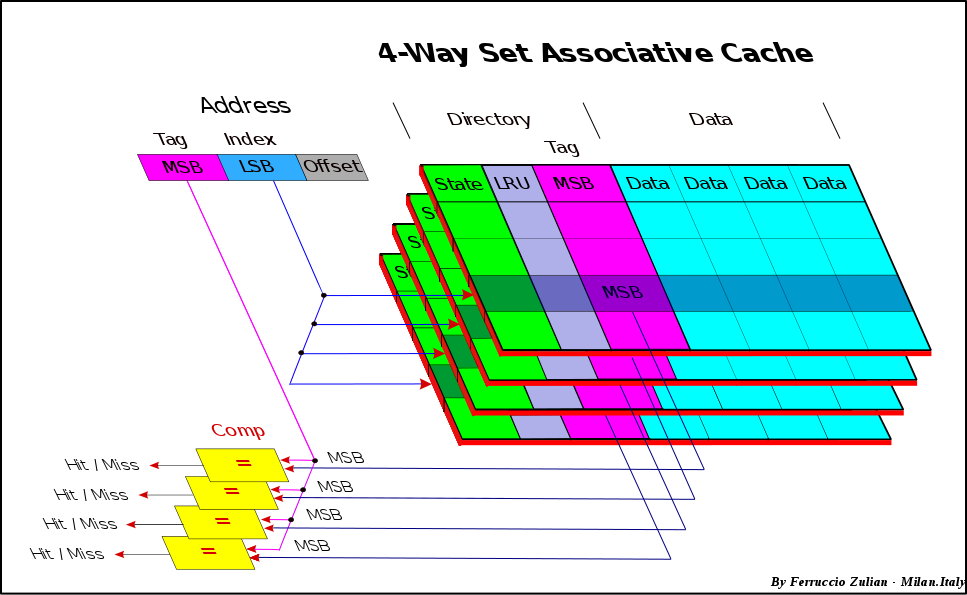 4-Way Set Associative Cache
Address
Directory
Data
Tag
Index
Tag
MSB
LSB
Offset
State
LRU
MSB
Data
Data
Data
Data
S
S
S
MSB
Comp
Hit / Miss
=
MSB
Hit / Miss
=
MSB
Hit / Miss
=
MSB
Hit / Miss
=
MSB
By Ferruccio Zulian - Milan.Italy